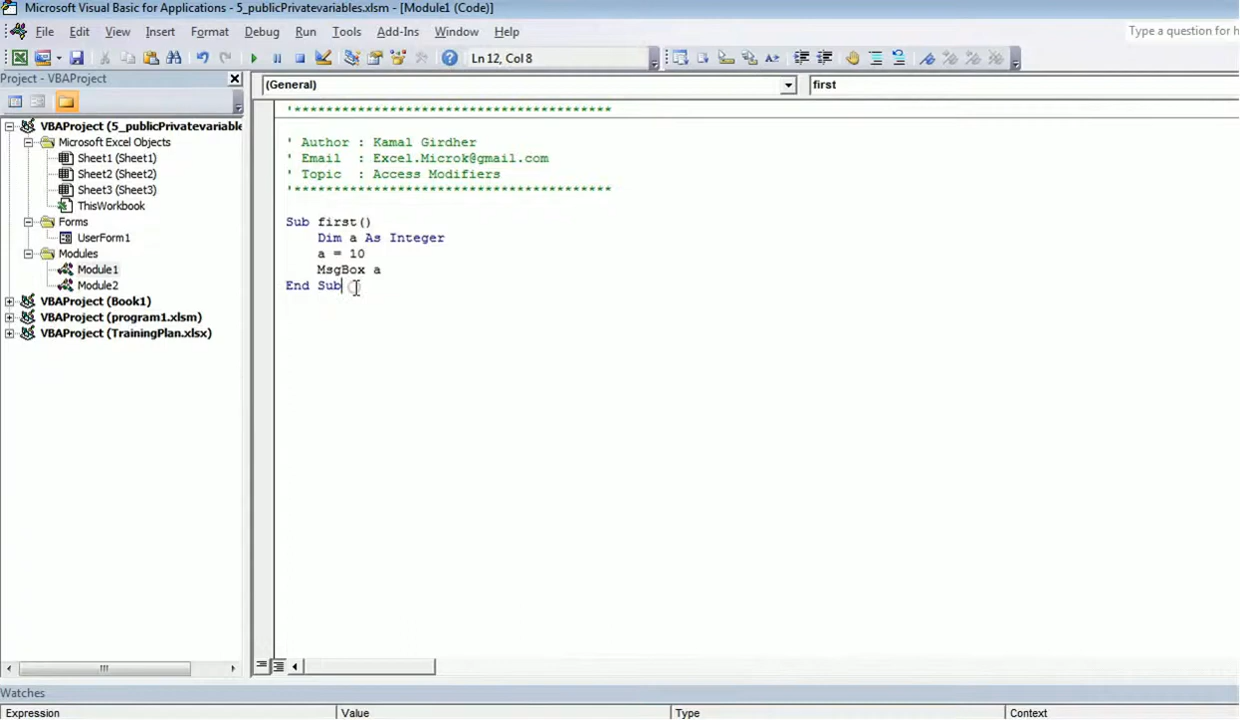 Microsoft Visual Basic for Applications - 5_publicPrivatevariables.xlsm - [Module1 (Code)]
File Edit View Insert Format Debug Run Tools Add-Ins Window Help
Type a question for h
Ln 12, Col 8
Project - VBAProject
(General)
first
VBAProject (5_publicPrivatevariable
Microsoft Excel Objects
Sheet1 (Sheet1)
Sheet2 (Sheet2)
Sheet3 (Sheet3)
ThisWorkbook
Forms
UserForm1
Modules
Module1
Module2
VBAProject (Book1)
VBAProject (program1.xlsm)
VBAProject (TrainingPlan.xlsx)
'*****************************************
' Author : Kamal Girdher
' Email  : Excel.Microk@gmail.com
' Topic  : Access Modifiers
'*****************************************
Sub first()
Dim a As Integer
a = 10
MsgBox a
End Sub
Watches
Expression Value Type Context